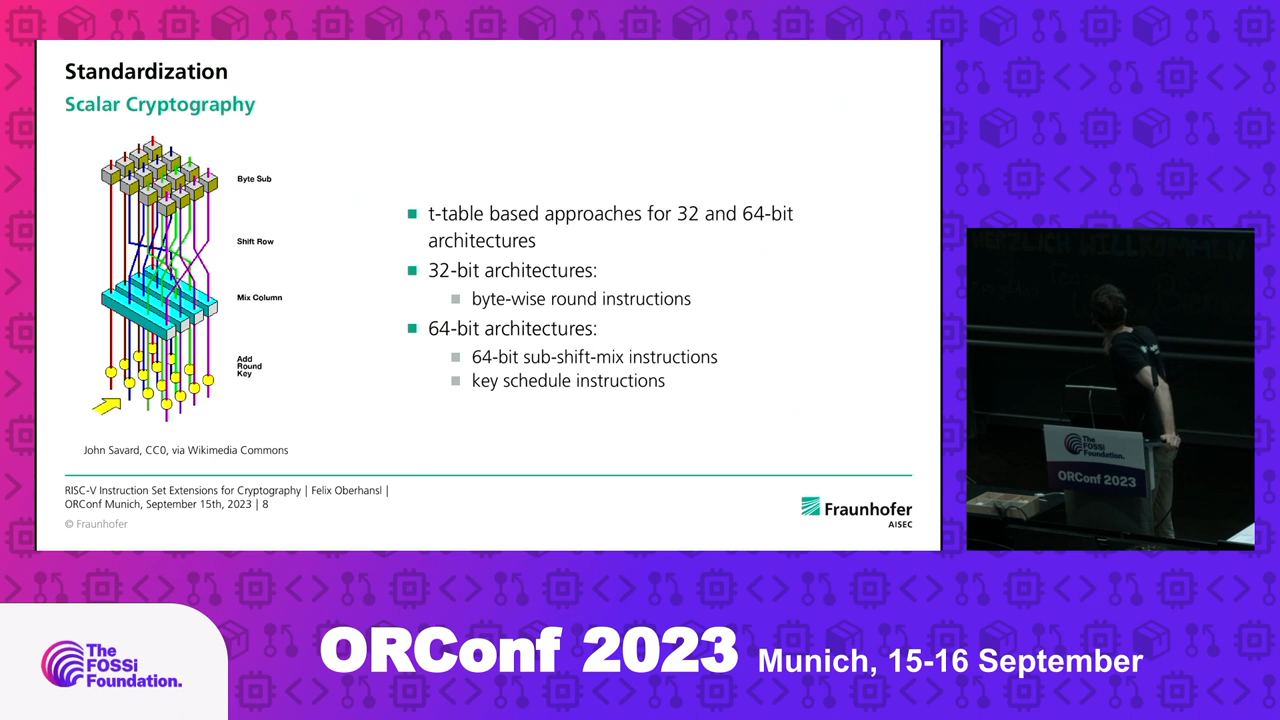 Standardization
Scalar Cryptography
Byte Sub
Shift Row
Mix Column
Add
Round
Key
John Savard, CC0, via Wikimedia Commons
t-table based approaches for 32 and 64-bit
architectures
32-bit architectures:
byte-wise round instructions
64-bit architectures:
64-bit sub-shift-mix instructions
key schedule instructions
RISC-V Instruction Set Extensions for Cryptography | Felix Oberhansl |
ORConf Munich, September 15th, 2023 | 8
© Fraunhofer
Fraunhofer
AISEC
HERZLICH WILLKOMMEN
The
FOSSi
Foundation.
ORConf 2023
The
FOSSi
Foundation.
ORConf 2023 Munich, 15-16 September